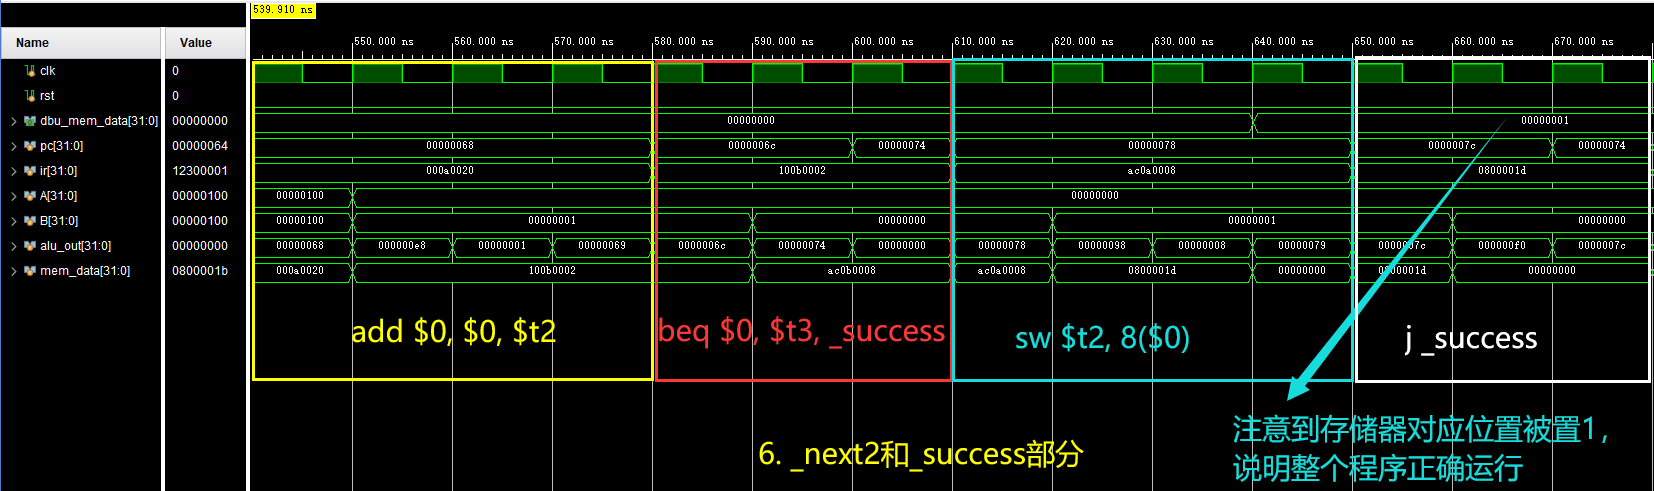 539.910 ns
Name Value
550.000 ns 560.000 ns 570.000 ns 580.000 ns 590.000 ns 600.000 ns 610.000 ns 620.000 ns 630.000 ns 640.000 ns 650.000 ns 660.000 ns 670.000 ns
clk 0
rst 0
dbu_mem_data[31:0] 00000000 00000000 00000001
pc[31:0] 00000064 00000068 0000006c 00000074 00000078 0000007c 00000074
ir[31:0] 12300001 000a0020 100b0002 ac0a0008 0800001d
A[31:0] 00000100 00000100 00000000
B[31:0] 00000100 00000100 00000001 00000000 00000001 00000000
alu_out[31:0] 00000000 00000068 000000e8 00000001 00000069 0000006c 00000074 00000000 00000078 00000098 00000008 00000079 0000007c 000000f0 0000007c
mem_data[31:0] 0800001b 000a0020 100b0002 ac0b0008 ac0a0008 0800001d 00000000 0800001d 00000000
add $0, $0, $t2
beq $0, $t3, _success
sw $t2, 8($0)
j _success
6. _next2和_success部分
注意到存储器对应位置被置1，
说明整个程序正确运行